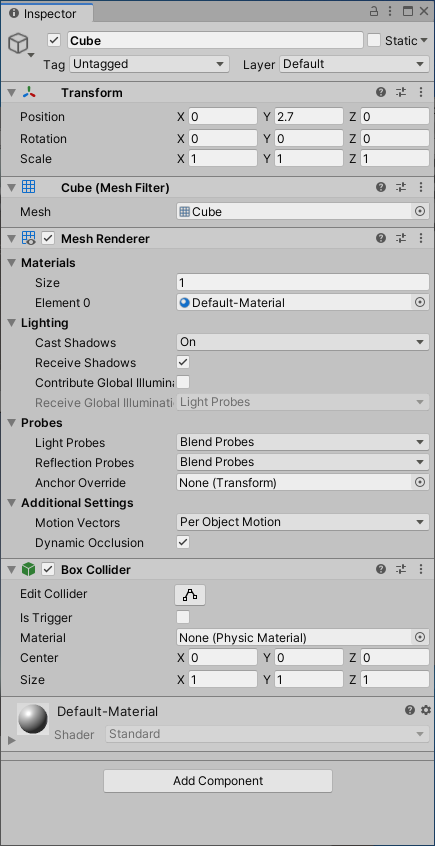 Inspector
Cube Static
Tag Untagged Layer Default
Transform
Position X 0 Y 2.7 Z 0
Rotation X 0 Y 0 Z 0
Scale X 1 Y 1 Z 1
Cube (Mesh Filter)
Mesh Cube
Mesh Renderer
Materials
Size 1
Element 0 Default-Material
Lighting
Cast Shadows On
Receive Shadows
Contribute Global Illumina
Receive Global Illuminati Light Probes
Probes
Light Probes Blend Probes
Reflection Probes Blend Probes
Anchor Override None (Transform)
Additional Settings
Motion Vectors Per Object Motion
Dynamic Occlusion
Box Collider
Edit Collider
Is Trigger
Material None (Physic Material)
Center X 0 Y 0 Z 0
Size X 1 Y 1 Z 1
Default-Material
Shader Standard
Add Component